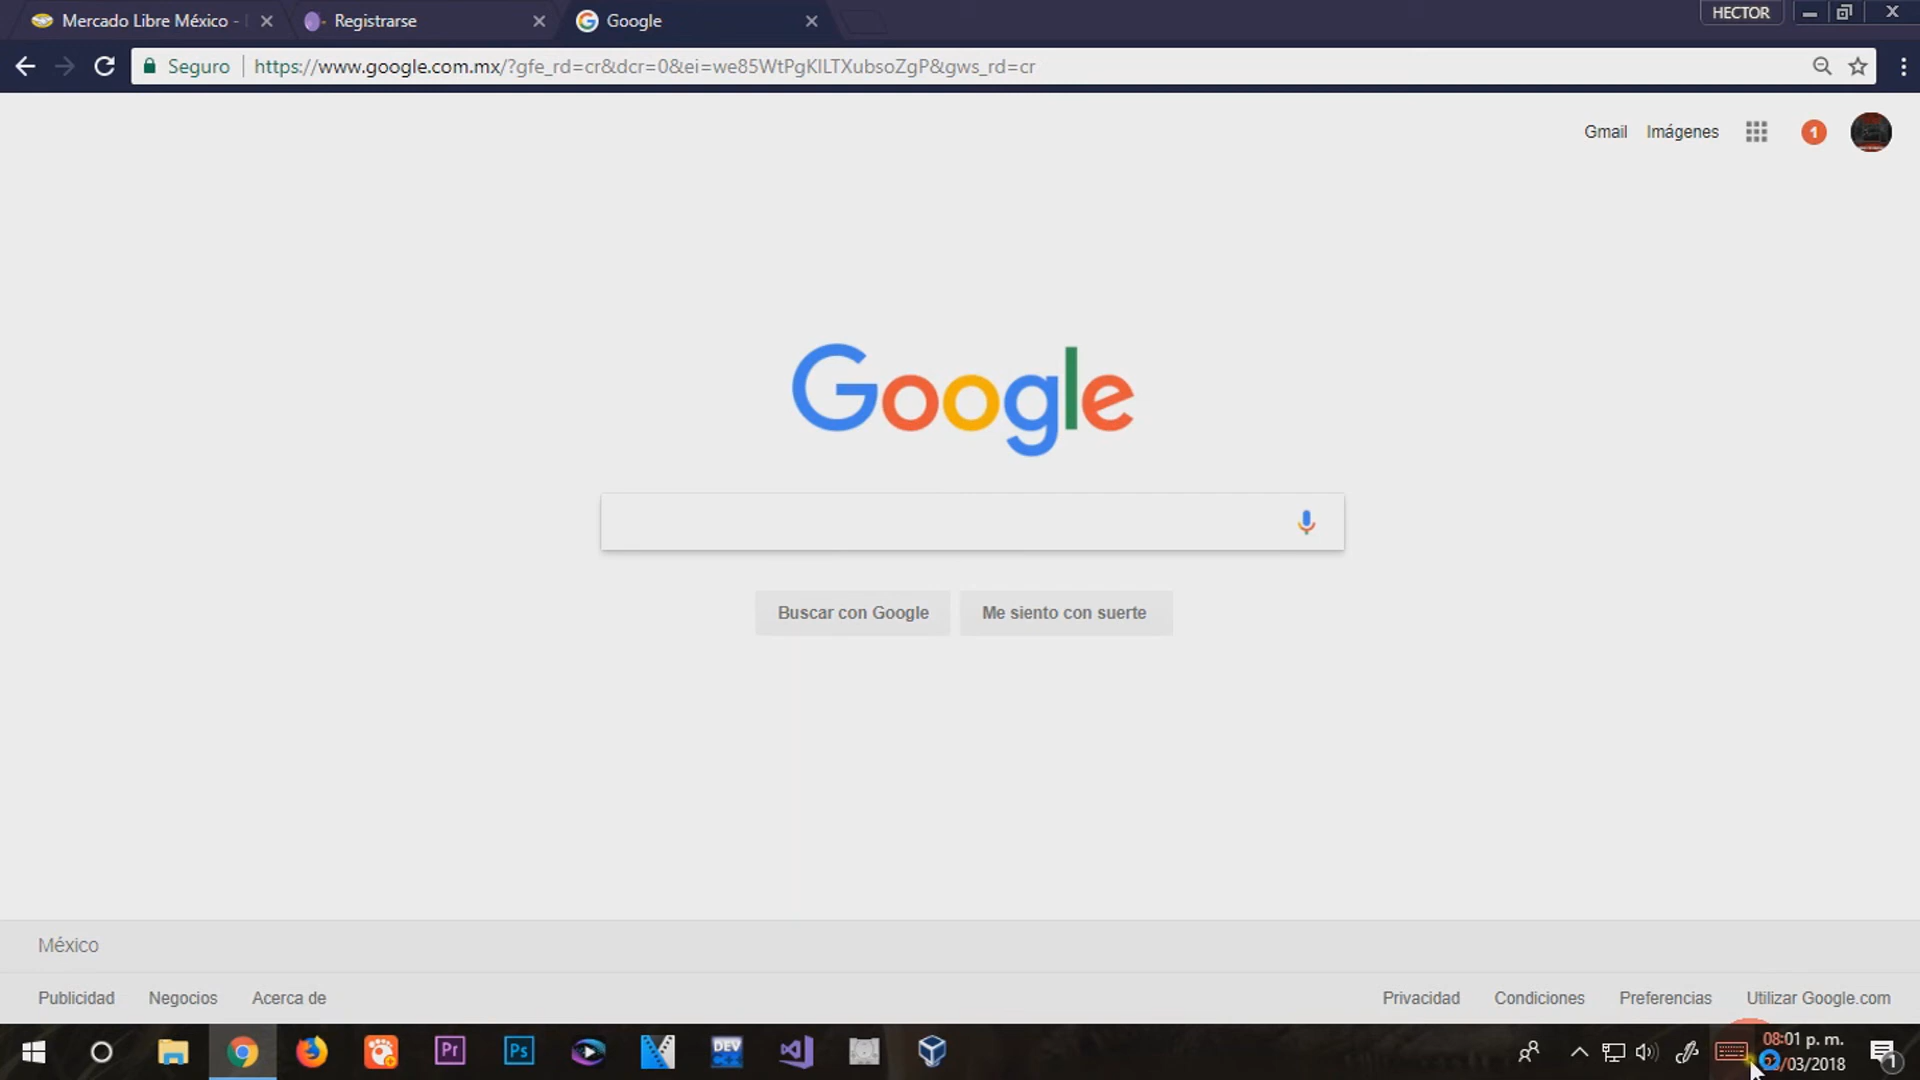 Mercado Libre México -
Registrarse
Google
HECTOR
Seguro
https://www.google.com.mx/?gfe_rd=cr&dcr=0&ei=we85WtPgKILTXubsoZgP&gws_rd=cr
Gmail
Imágenes
1
Google
Buscar con Google
Me siento con suerte
México
Publicidad
Negocios
Acerca de
Privacidad
Condiciones
Preferencias
Utilizar Google.com
Pr
Ps
DEV
08:01 p. m.
/03/2018
1